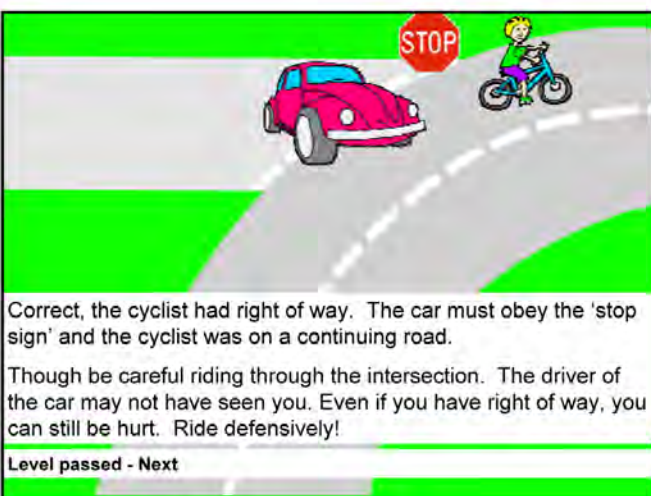 STOP
Correct, the cyclist had right of way.  The car must obey the ‘stop
sign’ and the cyclist was on a continuing road.
Though be careful riding through the intersection.  The driver of
the car may not have seen you. Even if you have right of way, you
can still be hurt.  Ride defensively!
Level passed - Next